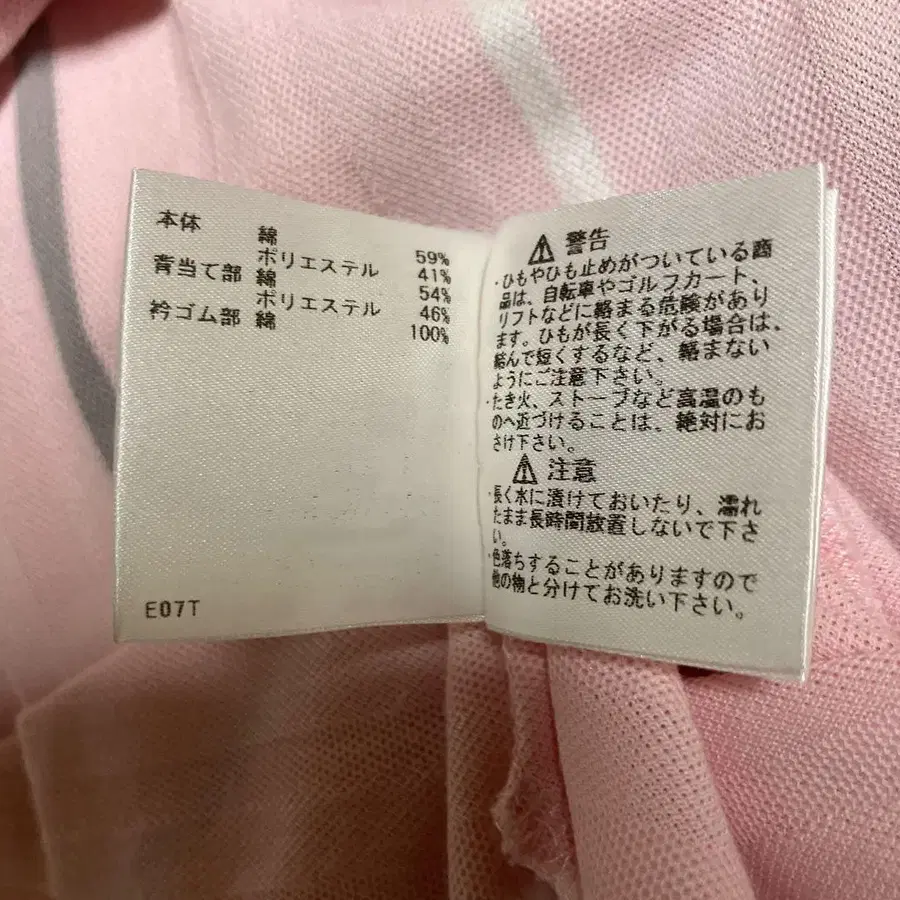 本体 綿 59%
ポリエステル 41%
背当て部 綿 54%
ポリエステル 46%
衿ゴム部 綿 100%
E07T
⚠ 警告
・ひもやひも止めがついている商
品は、自転車やゴルフカート、
リフトなどに絡まる危険があり
ます。ひもが長く下がる場合は、
結んで短くするなど、絡まない
ようにご注意下さい。
・たき火、ストーブなど高温のも
のへ近づけることは、絶対にお
さけ下さい。
⚠ 注意
・長く水に漬けておいたり、濡れ
たまま長時間放置しないで下さ
い。
・色落ちすることがありますので
他の物と分けてお洗い下さい。